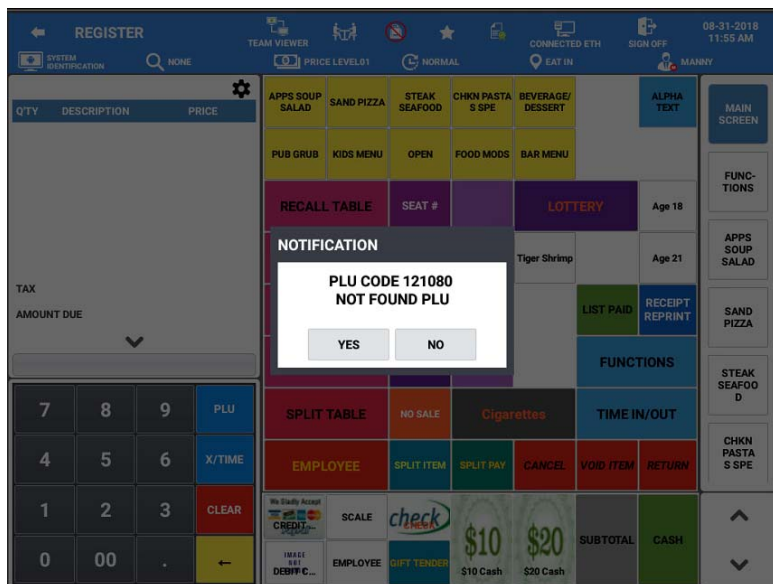 REGISTER
TEAM VIEWER
CONNECTED ETH
SIGN OFF
08-31-2018
11:55 AM
SYSTEM
IDENTIFICATION
NONE
PRICE LEVEL01
NORMAL
EAT IN
MANNY
Q'TY DESCRIPTION PRICE
TAX
AMOUNT DUE
7 8 9 PLU
4 5 6 X/TIME
1 2 3 CLEAR
0 00 . ←
APPS SOUP
SALAD
SAND PIZZA
STEAK
SEAFOOD
CHKN PASTA
S SPE
BEVERAGE/
DESSERT
ALPHA
TEXT
PUB GRUB
KIDS MENU
OPEN
FOOD MODS
BAR MENU
RECALL TABLE
SEAT #
LOTTERY
Age 18
Tiger Shrimp
Age 21
NOTIFICATION
PLU CODE 121080
NOT FOUND PLU
YES
NO
LIST PAID
RECEIPT
REPRINT
FUNCTIONS
SPLIT TABLE
NO SALE
Cigarettes
TIME IN/OUT
EMPLOYEE
SPLIT ITEM
SPLIT PAY
CANCEL
VOID ITEM
RETURN
We Gladly Accept
CREDIT
SCALE
check
CHECK
$10
$10 Cash
$20
$20 Cash
SUBTOTAL
CASH
IMAGE
DEBIT C...
EMPLOYEE
GIFT TENDER
MAIN
SCREEN
FUNC-
TIONS
APPS
SOUP
SALAD
SAND
PIZZA
STEAK
SEAFOO
D
CHKN
PASTA
S SPE